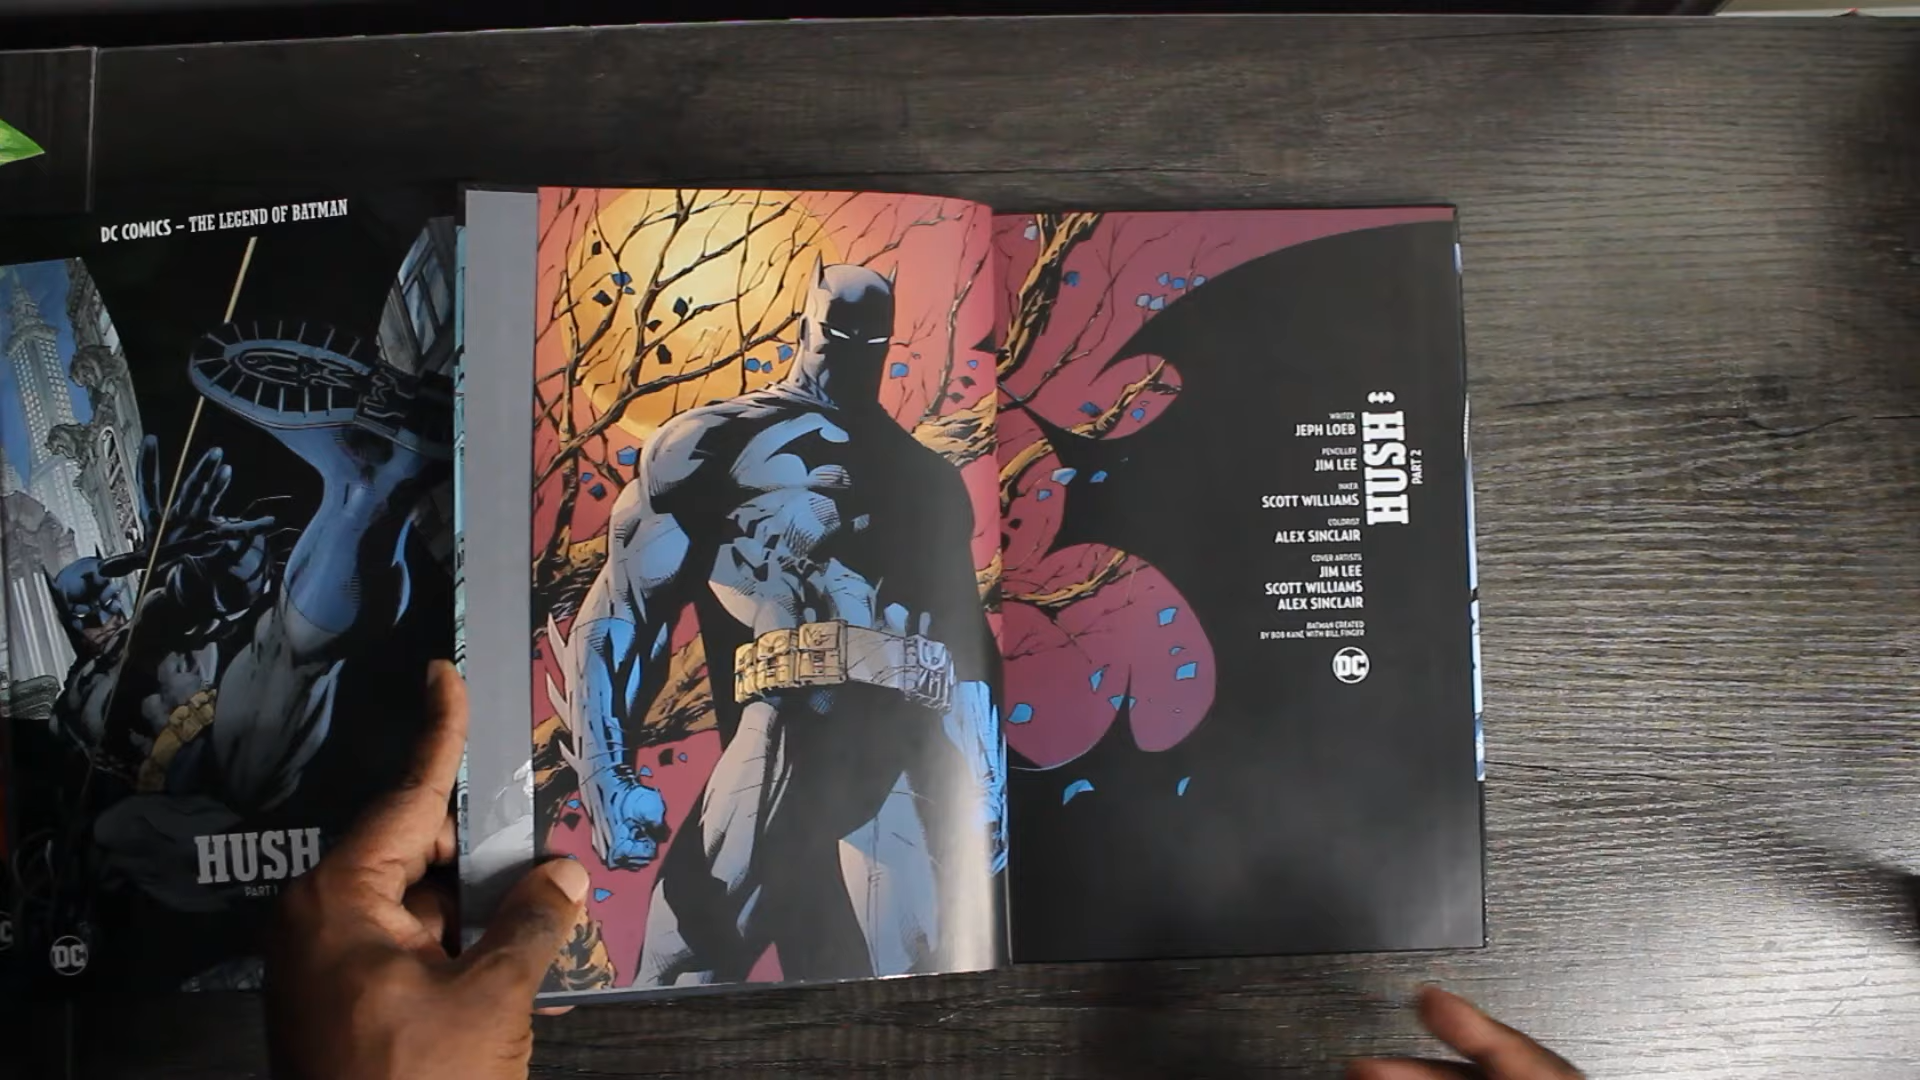 DC COMICS – THE LEGEND OF BATMAN
HUSH
PART 1
DC
WRITER
JEPH LOEB
PENCILLER
JIM LEE
INKER
SCOTT WILLIAMS
COLORIST
ALEX SINCLAIR
COVER ARTISTS
JIM LEE
SCOTT WILLIAMS
ALEX SINCLAIR
BATMAN CREATED
BY BOB KANE WITH BILL FINGER
DC
HUSH
PART 2